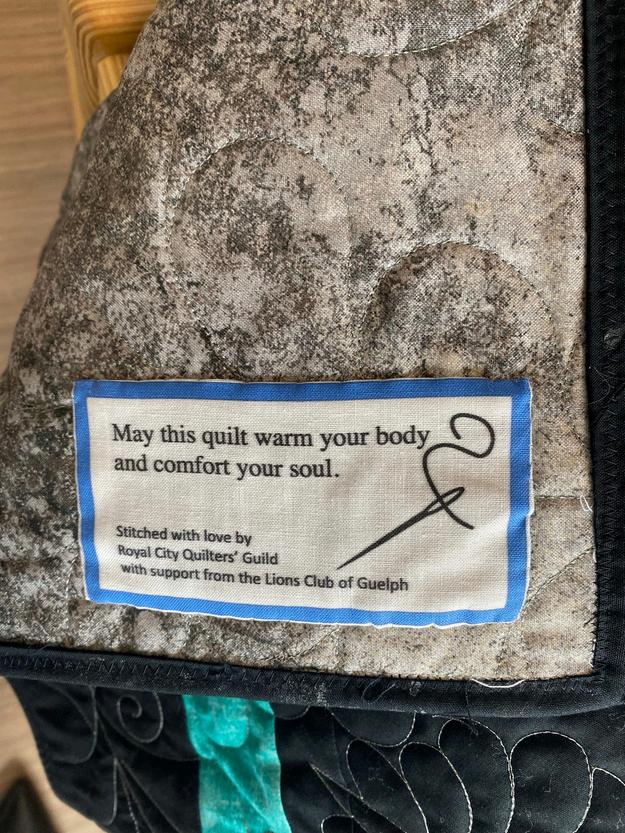 May this quilt warm your body
and comfort your soul.
Stitched with love by
Royal City Quilters' Guild
with support from the Lions Club of Guelph